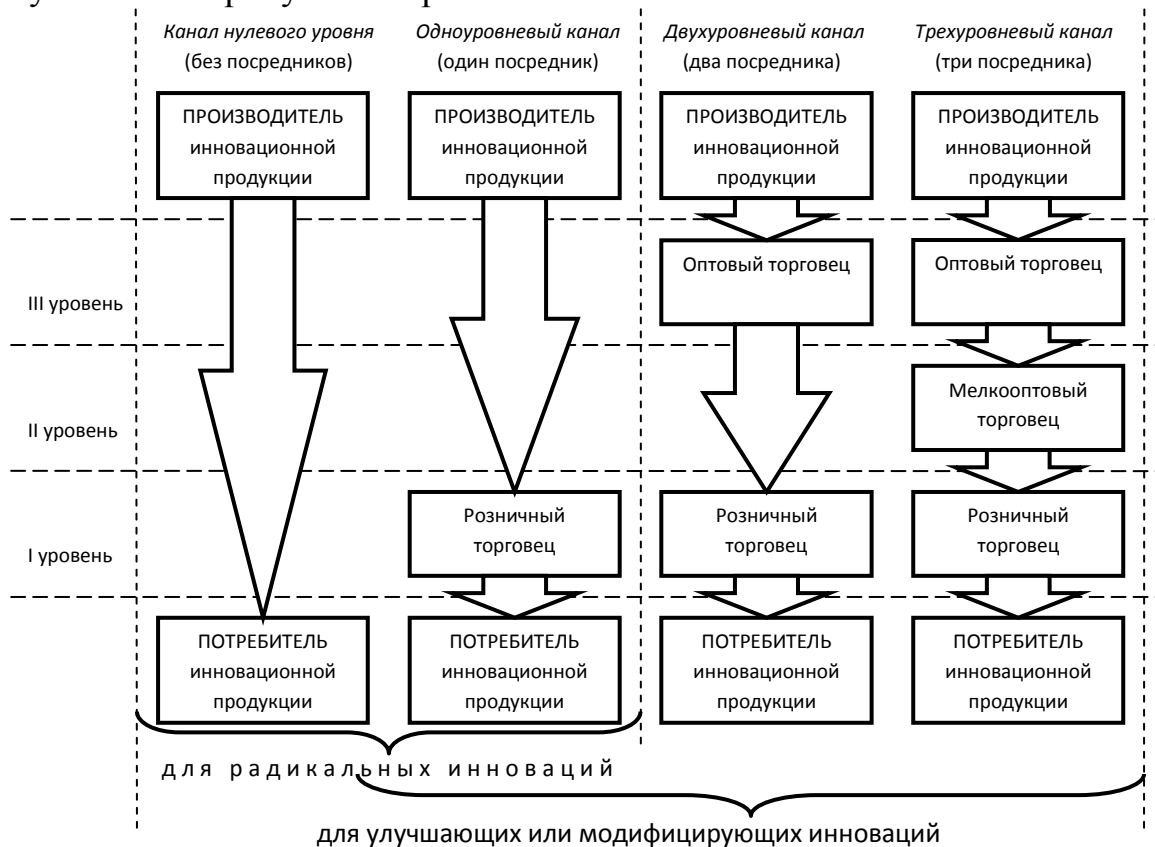 Канал нулевого уровня
(без посредников)
Одноуровневый канал
(один посредник)
Двухуровневый канал
(два посредника)
Трехуровневый канал
(три посредника)
ПРОИЗВОДИТЕЛЬ
инновационной
продукции
ПРОИЗВОДИТЕЛЬ
инновационной
продукции
ПРОИЗВОДИТЕЛЬ
инновационной
продукции
ПРОИЗВОДИТЕЛЬ
инновационной
продукции
III уровень
Оптовый торговец
Оптовый торговец
II уровень
Мелкооптовый
торговец
I уровень
Розничный
торговец
Розничный
торговец
Розничный
торговец
ПОТРЕБИТЕЛЬ
инновационной
продукции
ПОТРЕБИТЕЛЬ
инновационной
продукции
ПОТРЕБИТЕЛЬ
инновационной
продукции
ПОТРЕБИТЕЛЬ
инновационной
продукции
для радикальных инноваций
для улучшающих или модифицирующих инноваций